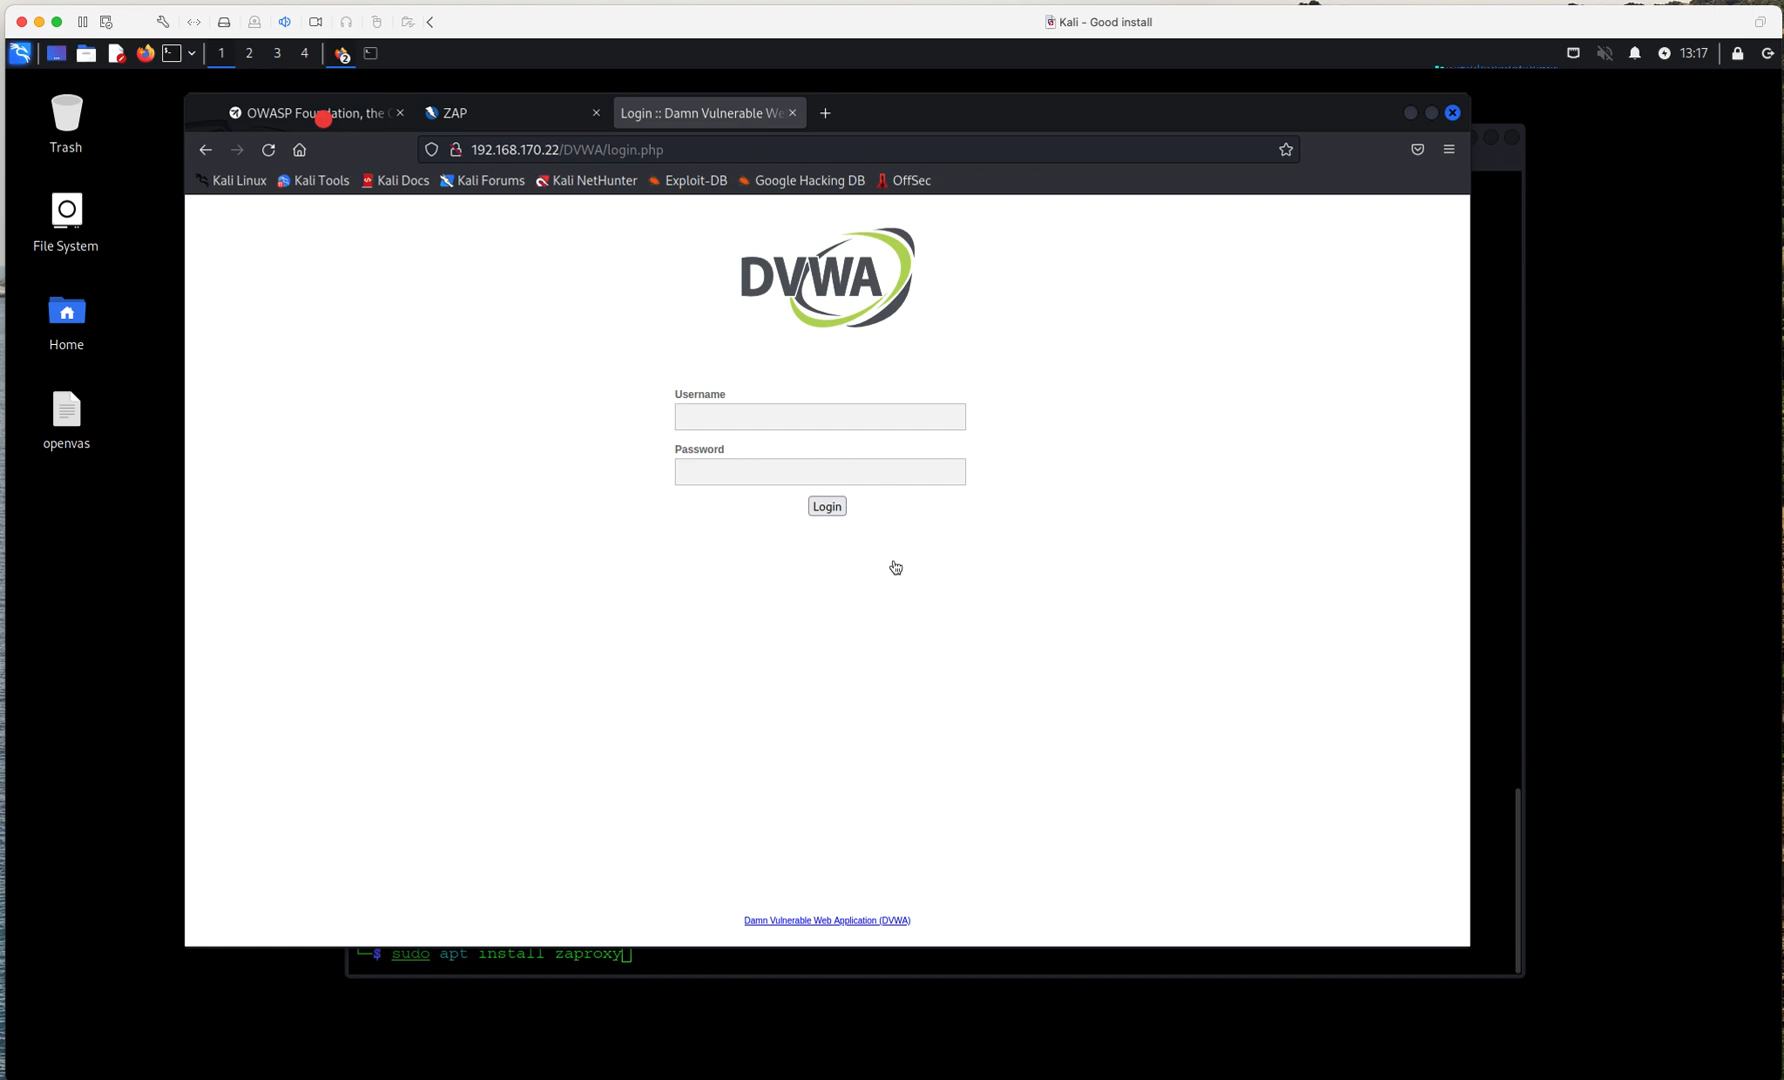 Kali - Good install
1 2 3 4
2
13:17
Trash
File System
Home
openvas
OWASP Foundation, the
ZAP
Login :: Damn Vulnerable We
192.168.170.22/DVWA/login.php
Kali Linux
Kali Tools
Kali Docs
Kali Forums
Kali NetHunter
Exploit-DB
Google Hacking DB
OffSec
DVWA
Username
Password
Login
Damn Vulnerable Web Application (DVWA)
$ sudo apt install zaproxy